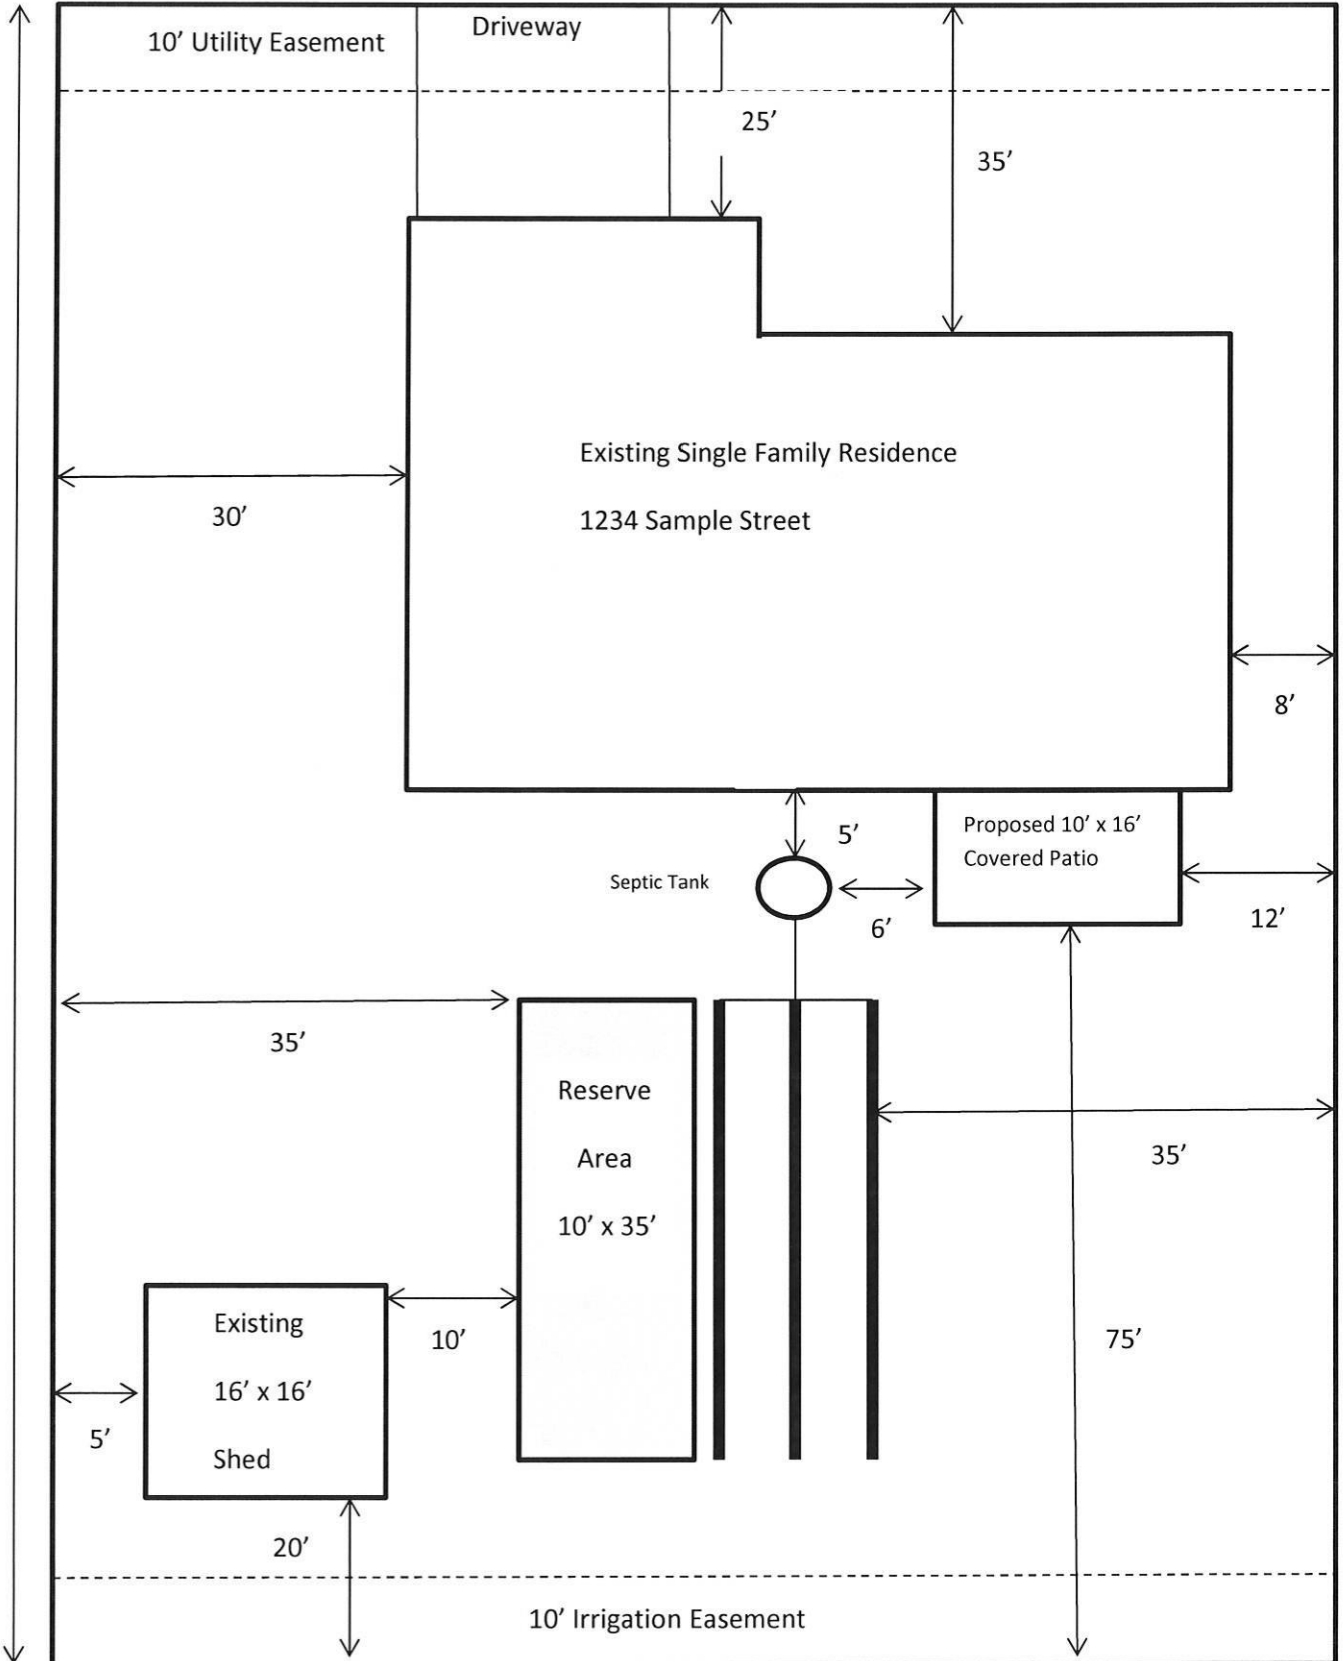 10’ Utility Easement
Driveway
25’
35’
Existing Single Family Residence
1234 Sample Street
30’
8’
Proposed 10’ x 16’
Covered Patio
5’
Septic Tank
6’
12’
35’
Reserve
Area
10’ x 35’
35’
Existing
16’ x 16’
Shed
10’
75’
5’
20’
10’ Irrigation Easement